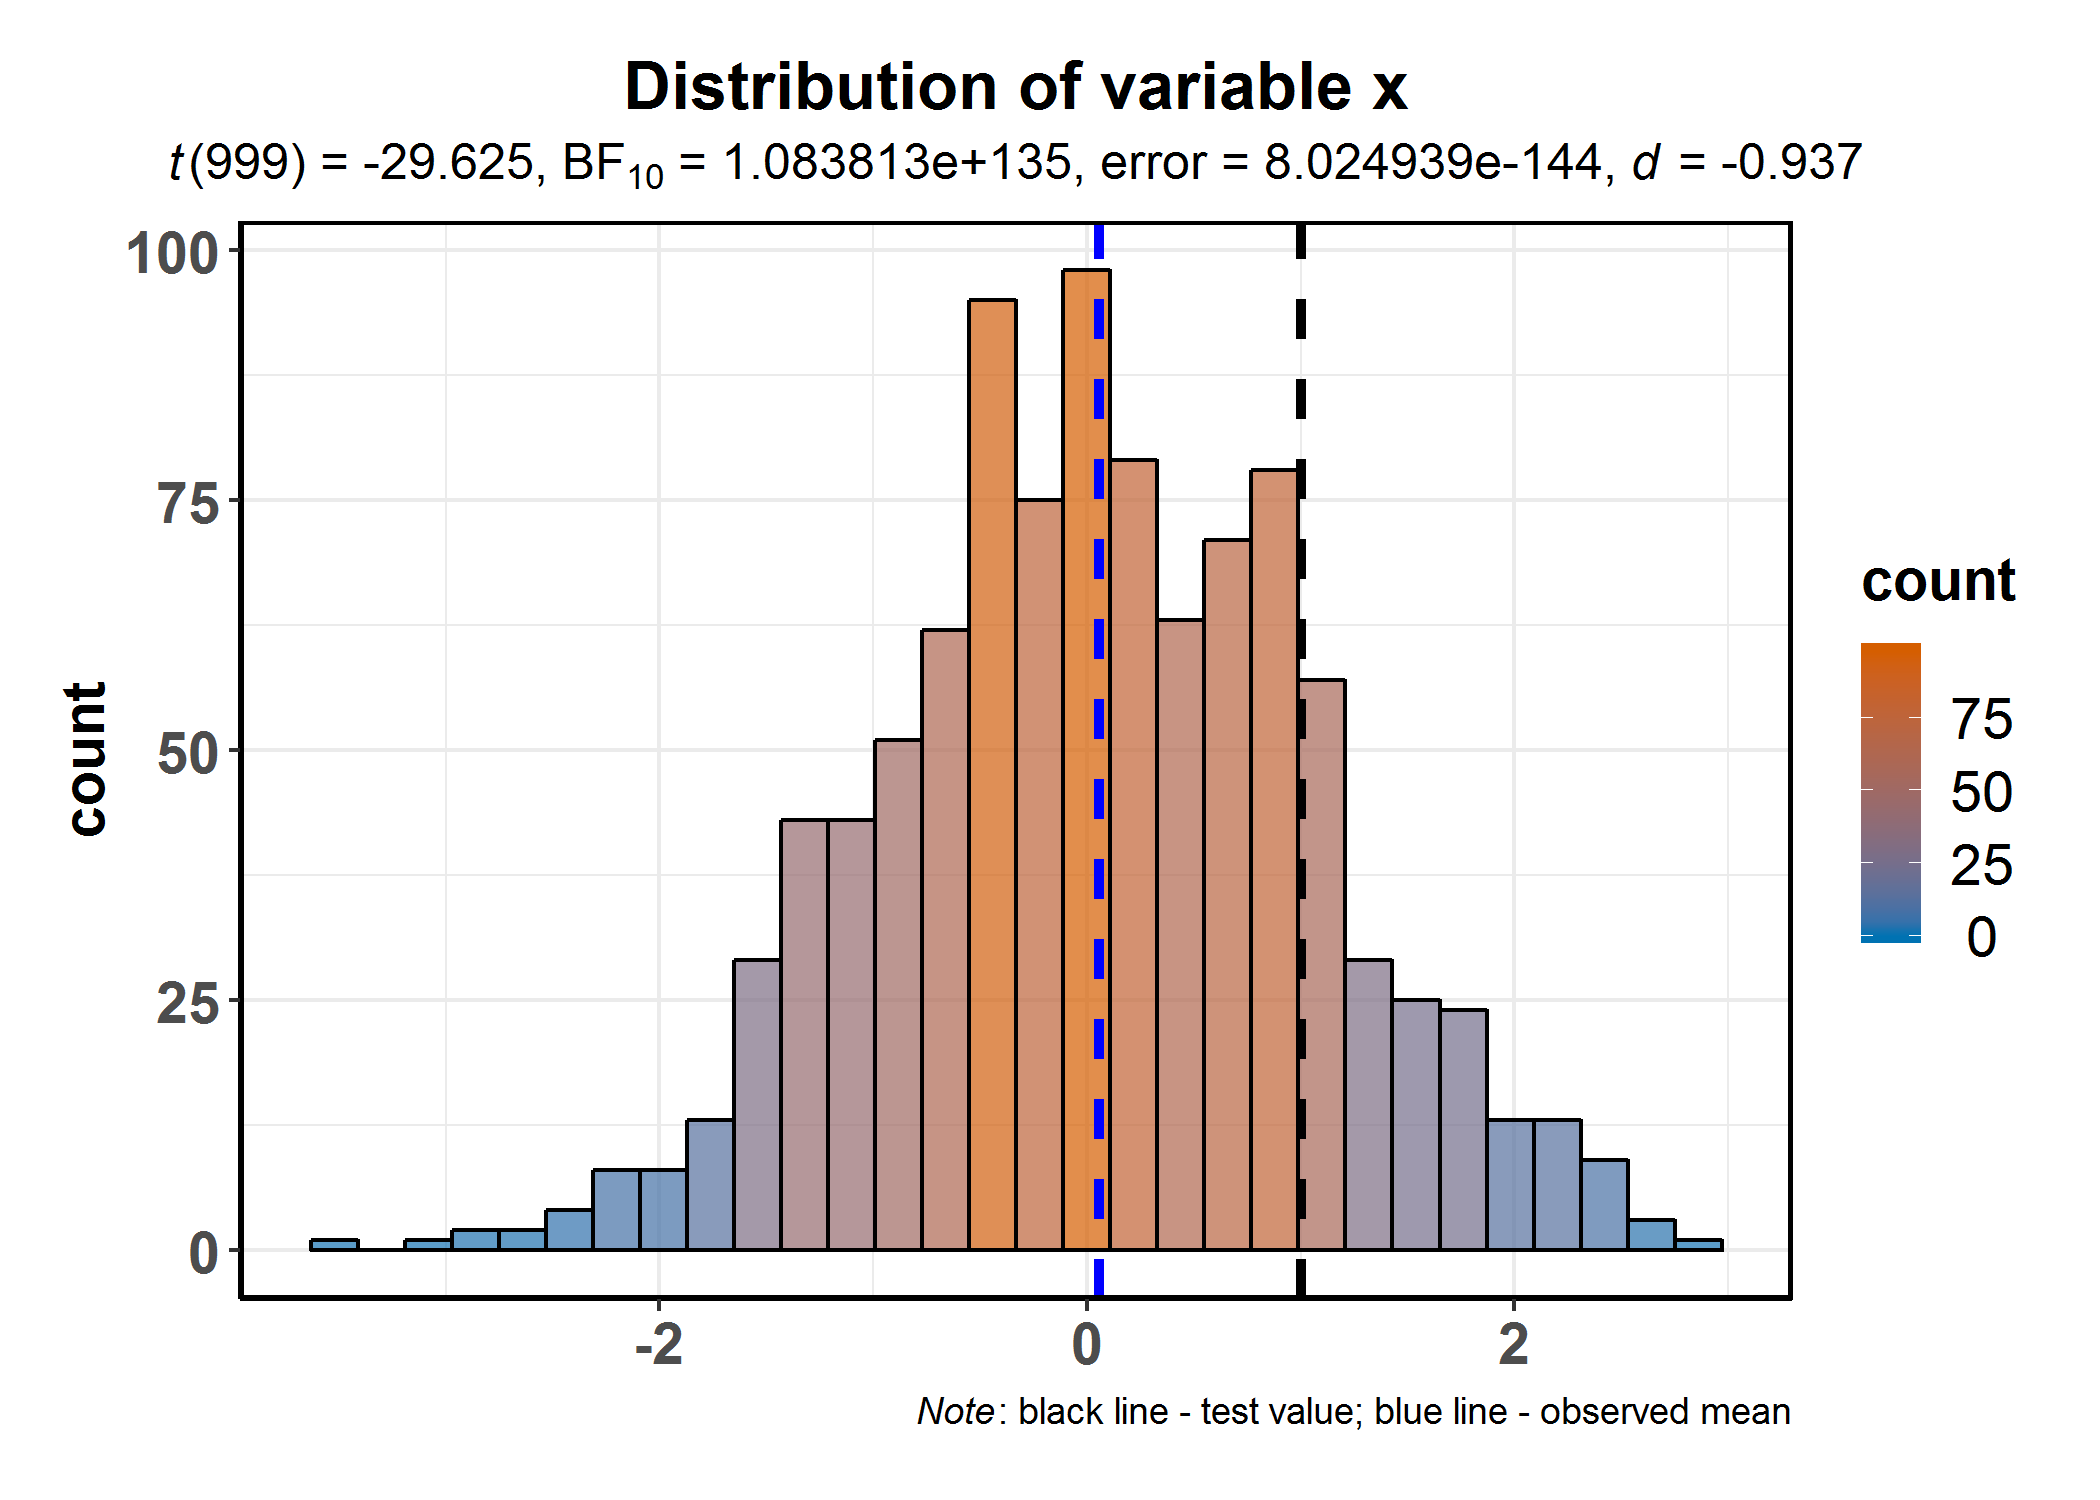 Distribution of variable x
t(999) = -29.625, BF₁₀ = 1.083813e+135, error = 8.024939e-144, d = -0.937
100
75
50
25
0
count
-2 0 2
count
75
50
25
0
Note: black line - test value; blue line - observed mean